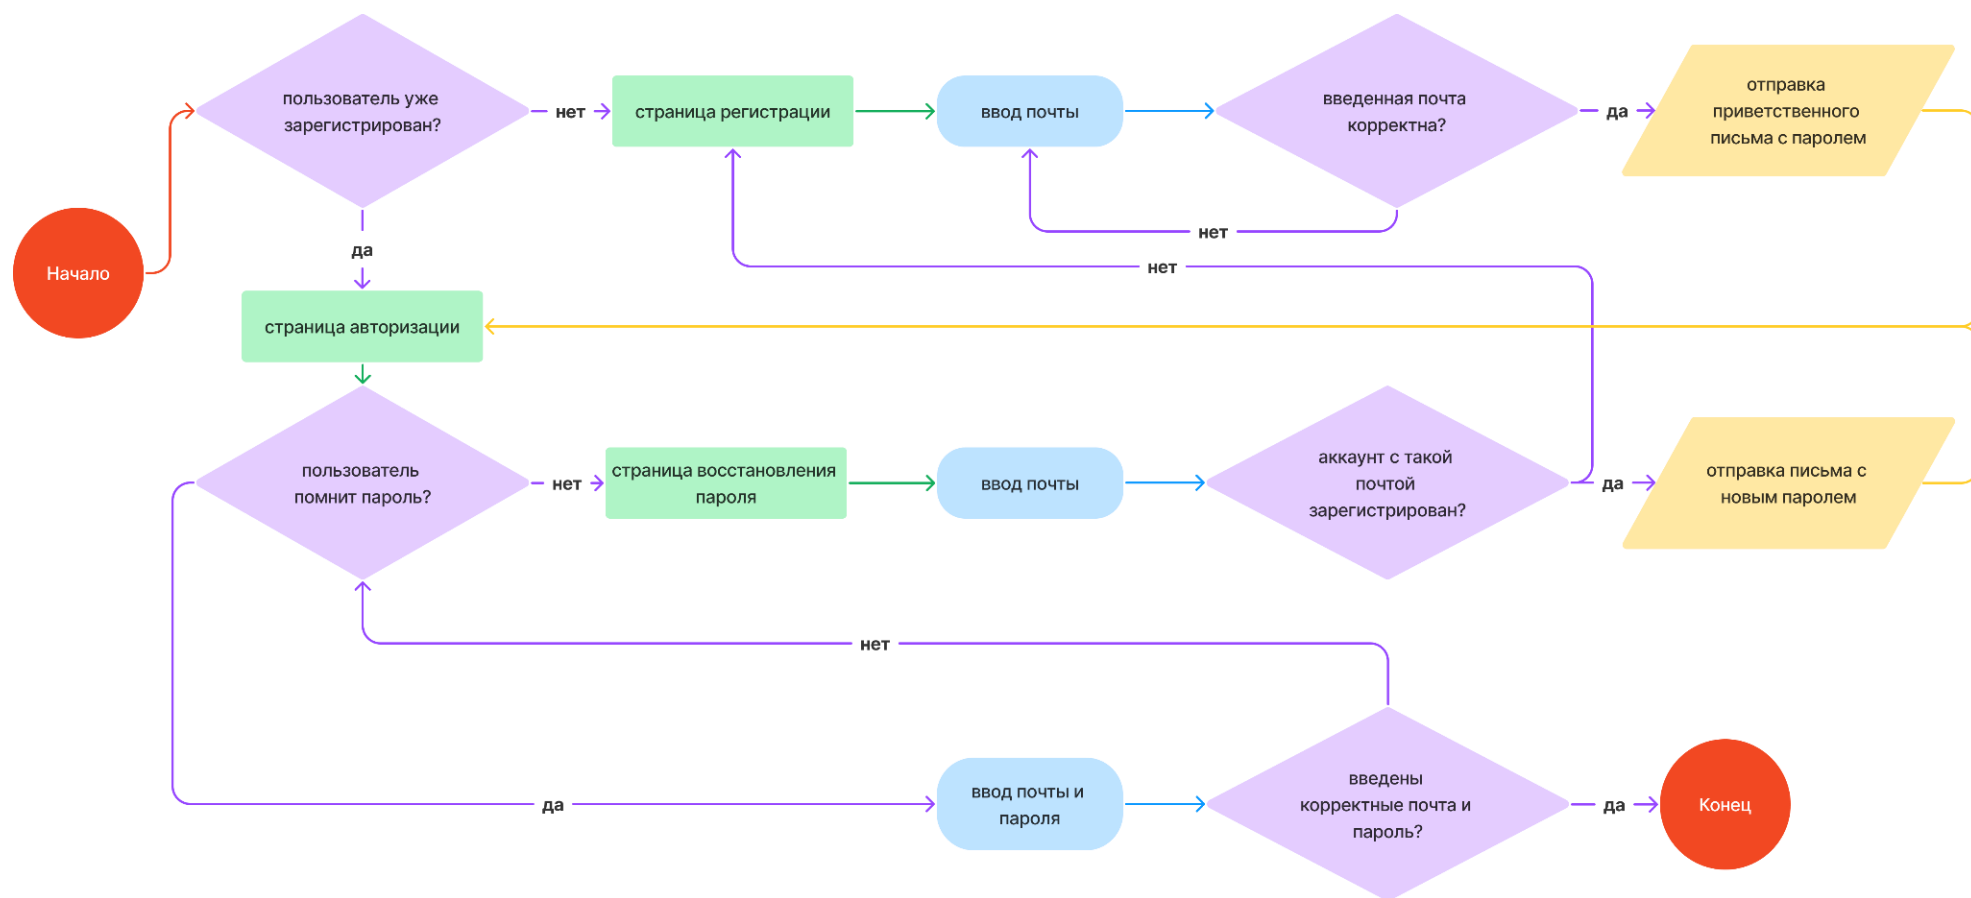 пользователь уже
зарегистрирован?
нет
страница регистрации
ввод почты
введенная почта
корректна?
да
отправка
приветственного
письма с паролем
нет
да
нет
Начало
страница авторизации
пользователь
помнит пароль?
нет
страница восстановления
пароля
ввод почты
аккаунт с такой
почтой
зарегистрирован?
да
отправка письма с
новым паролем
нет
да
ввод почты и
пароля
введены
корректные почта и
пароль?
да
Конец